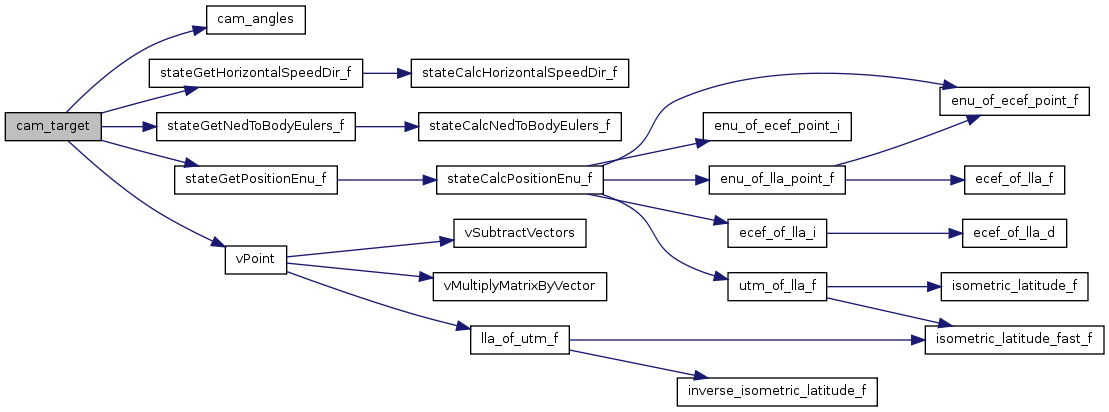 cam_angles
stateGetHorizontalSpeedDir_f
stateCalcHorizontalSpeedDir_f
enu_of_ecef_point_f
cam_target
stateGetNedToBodyEulers_f
stateCalcNedToBodyEulers_f
enu_of_ecef_point_i
stateGetPositionEnu_f
stateCalcPositionEnu_f
enu_of_lla_point_f
ecef_of_lla_f
vSubtractVectors
ecef_of_lla_i
ecef_of_lla_d
vPoint
vMultiplyMatrixByVector
utm_of_lla_f
isometric_latitude_f
lla_of_utm_f
isometric_latitude_fast_f
inverse_isometric_latitude_f